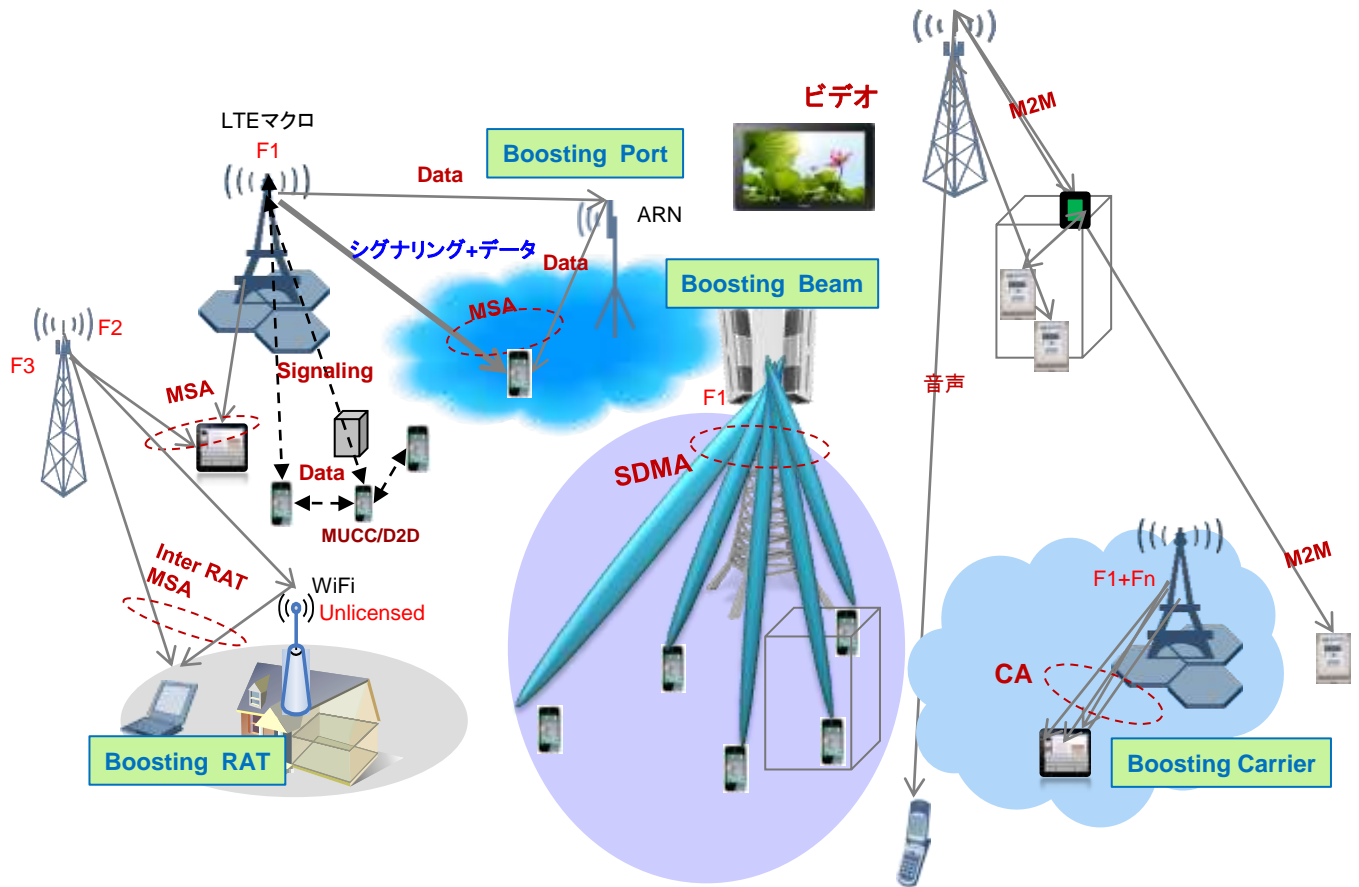 ビデオ
M2M
LTEマクロ
F1
Boosting Port
Data
ARN
シグナリング+データ
Data
Boosting Beam
MSA
F2
F3
Signaling
MSA
F1
音声
SDMA
Data
MUCC/D2D
Inter RAT
MSA
WiFi
Unlicensed
F1+Fn
M2M
CA
Boosting RAT
Boosting Carrier